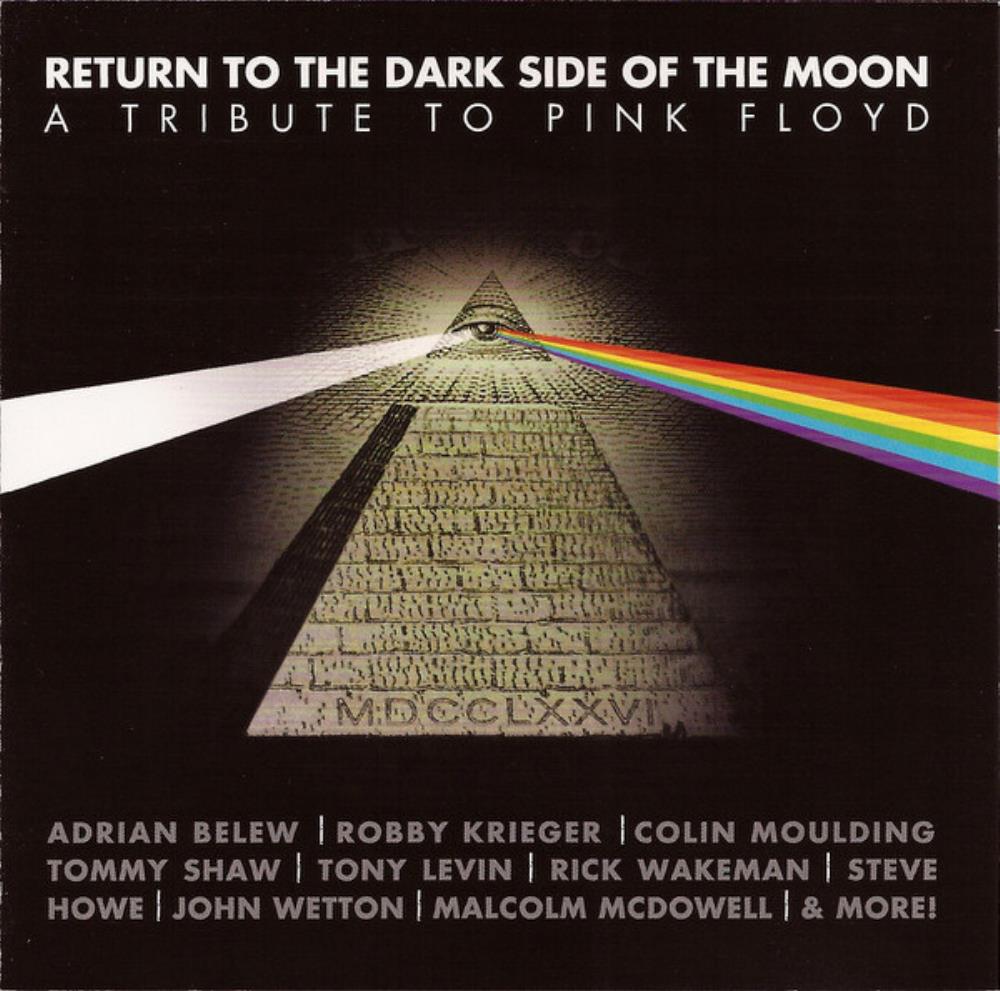 RETURN TO THE DARK SIDE OF THE MOON
A TRIBUTE TO PINK FLOYD
MDCCLXXVI
ADRIAN BELEW | ROBBY KRIEGER | COLIN MOULDING
TOMMY SHAW | TONY LEVIN | RICK WAKEMAN | STEVE
HOWE | JOHN WETTON | MALCOLM MCDOWELL | & MORE!